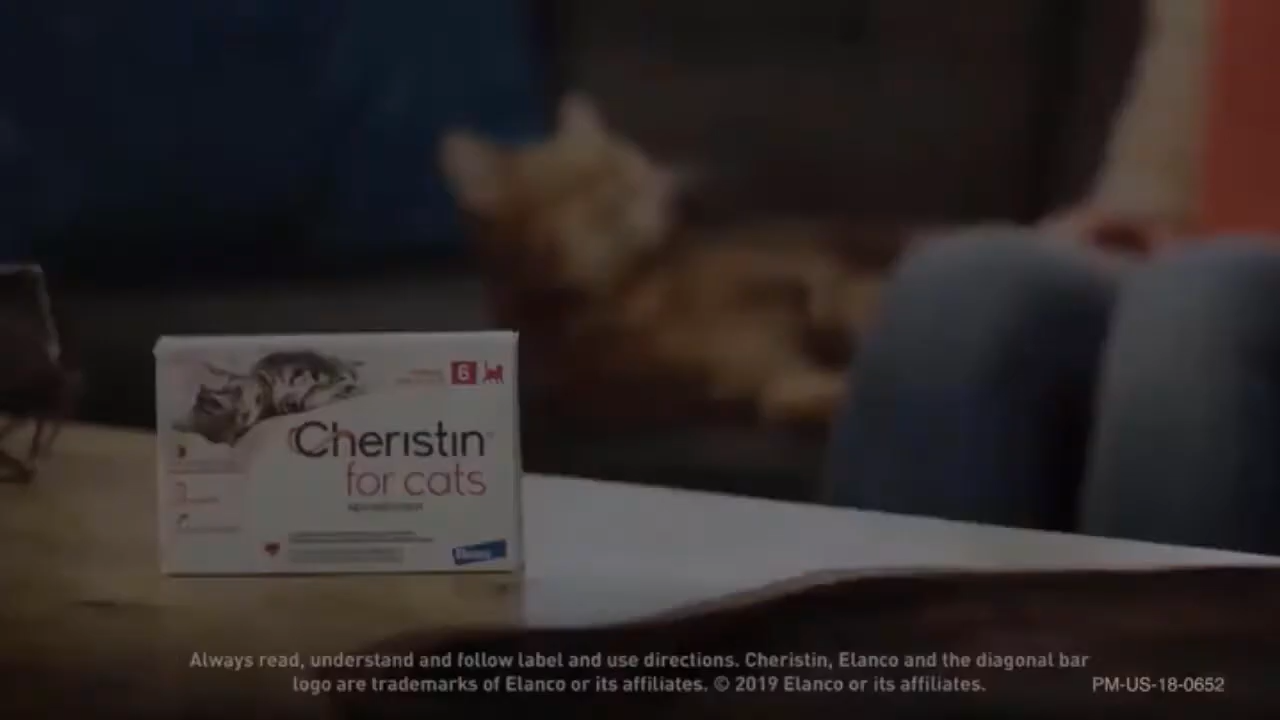 6
Cheristin
for cats
Elanco
Always read, understand and follow label and use directions. Cheristin, Elanco and the diagonal bar
logo are trademarks of Elanco or its affiliates. © 2019 Elanco or its affiliates.
PM-US-18-0652